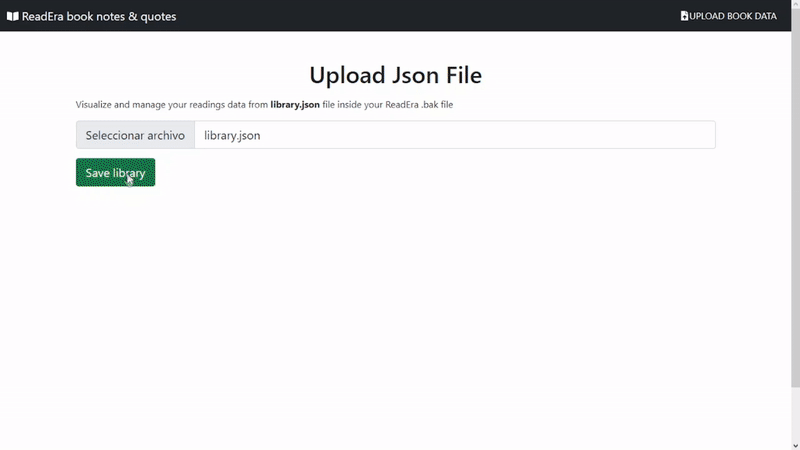 ReadEra book notes & quotes
UPLOAD BOOK DATA
Upload Json File
Visualize and manage your readings data from library.json file inside your ReadEra .bak file
Seleccionar archivo library.json
Save library